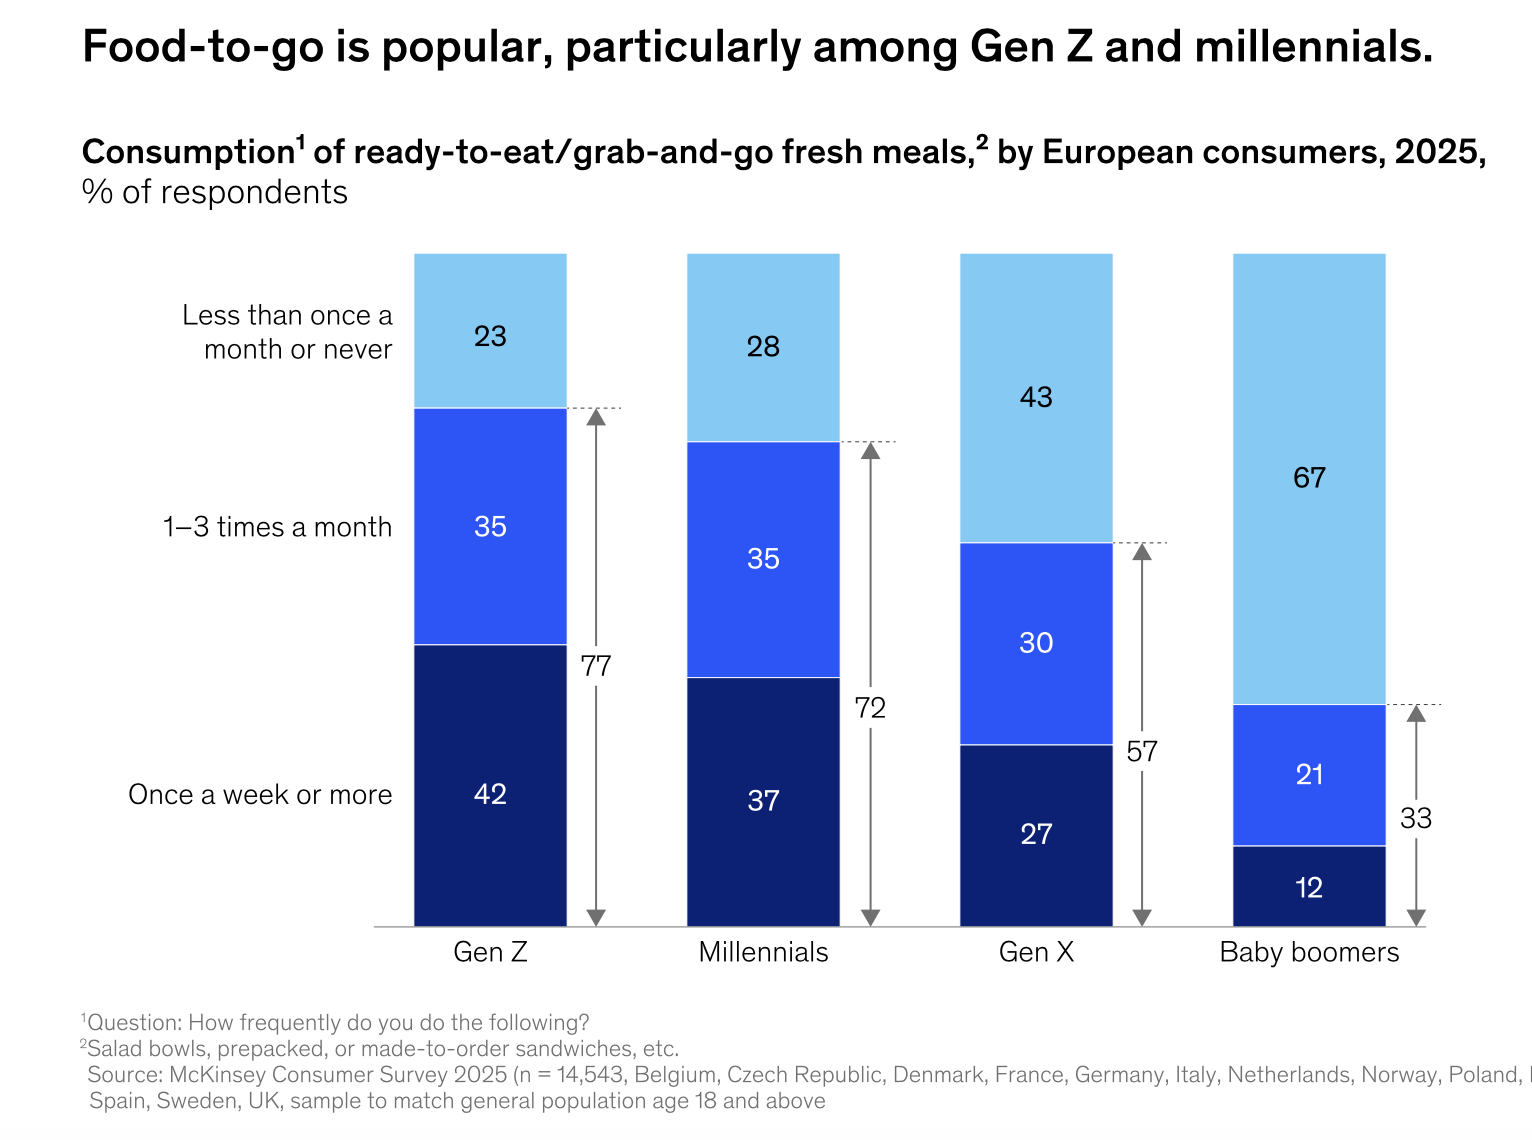 Food-to-go is popular, particularly among Gen Z and millennials.
Consumption¹ of ready-to-eat/grab-and-go fresh meals,² by European consumers, 2025,
% of respondents
Less than once a
month or never
23
28
43
67
1–3 times a month
35
35
30
21
Once a week or more
42
37
27
12
77
72
57
33
Gen Z
Millennials
Gen X
Baby boomers
¹Question: How frequently do you do the following?
²Salad bowls, prepacked, or made-to-order sandwiches, etc.
Source: McKinsey Consumer Survey 2025 (n = 14,543, Belgium, Czech Republic, Denmark, France, Germany, Italy, Netherlands, Norway, Poland,
Spain, Sweden, UK, sample to match general population age 18 and above